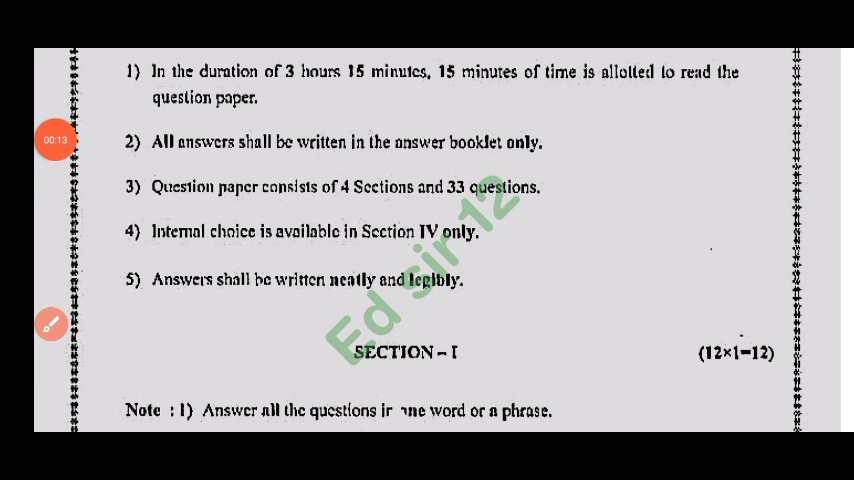 1) In the duration of 3 hours 15 minutes, 15 minutes of time is allotted to read the
question paper.
00:13
2) All answers shall be written in the answer booklet only.
3) Question paper consists of 4 Sections and 33 questions.
4) Internal choice is available in Section IV only.
5) Answers shall be written neatly and legibly.
Ed sir 12
SECTION – I (12×1=12)
Note : 1) Answer all the questions in one word or a phrase.